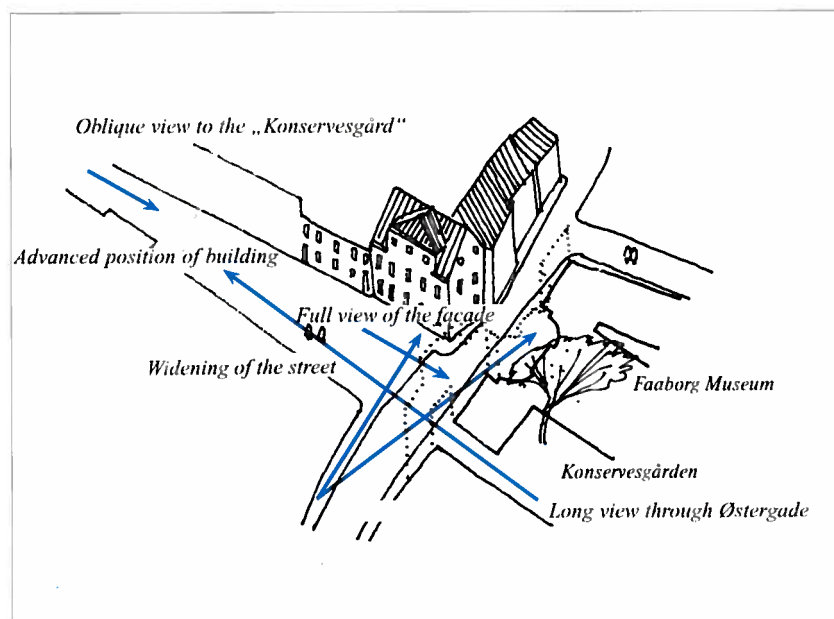 Oblique view to the „Konservesgård“
Advanced position of building
Full view of the facade
Widening of the street
Faaborg Museum
Konservesgården
Long view through Østergade